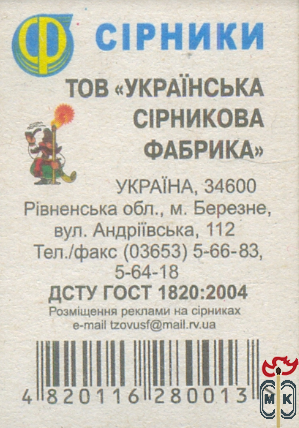 СІРНИКИ
ТОВ «УКРАЇНСЬКА
СІРНИКОВА
ФАБРИКА»
УКРАЇНА, 34600
Рівненська обл., м. Березне,
вул. Андріївська, 112
Тел./факс (03653) 5-66-83,
5-64-18
ДСТУ ГОСТ 1820:2004
Розміщення реклами на сірниках
e-mail tzovusf@mail.rv.ua
4 820116 280013
МК